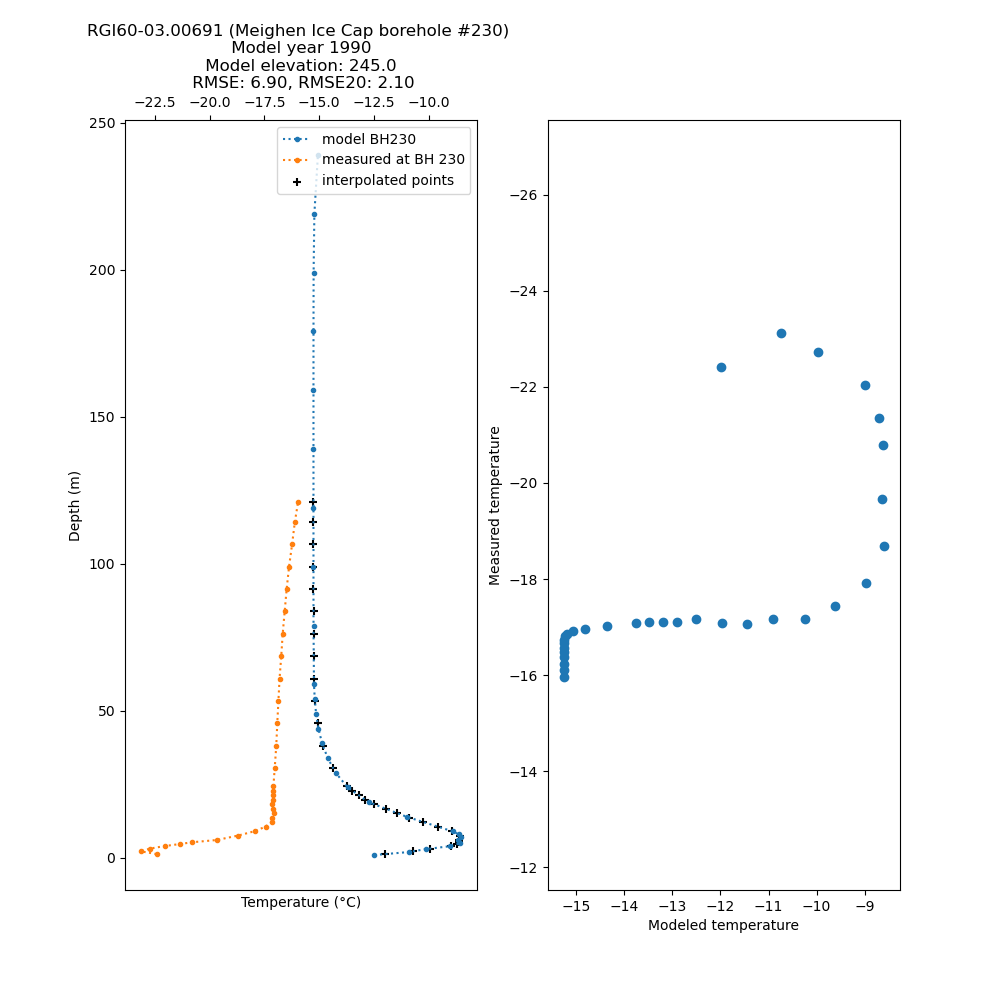 RGI60-03.00691 (Meighen Ice Cap borehole #230)
Model year 1990
Model elevation: 245.0
RMSE: 6.90, RMSE20: 2.10
−22.5 −20.0 −17.5 −15.0 −12.5 −10.0
model BH230
measured at BH 230
interpolated points
250
200
150
100
50
0
Depth (m)
Temperature (°C)
−26
−24
−22
−20
−18
−16
−14
−12
Measured temperature
−15 −14 −13 −12 −11 −10 −9
Modeled temperature